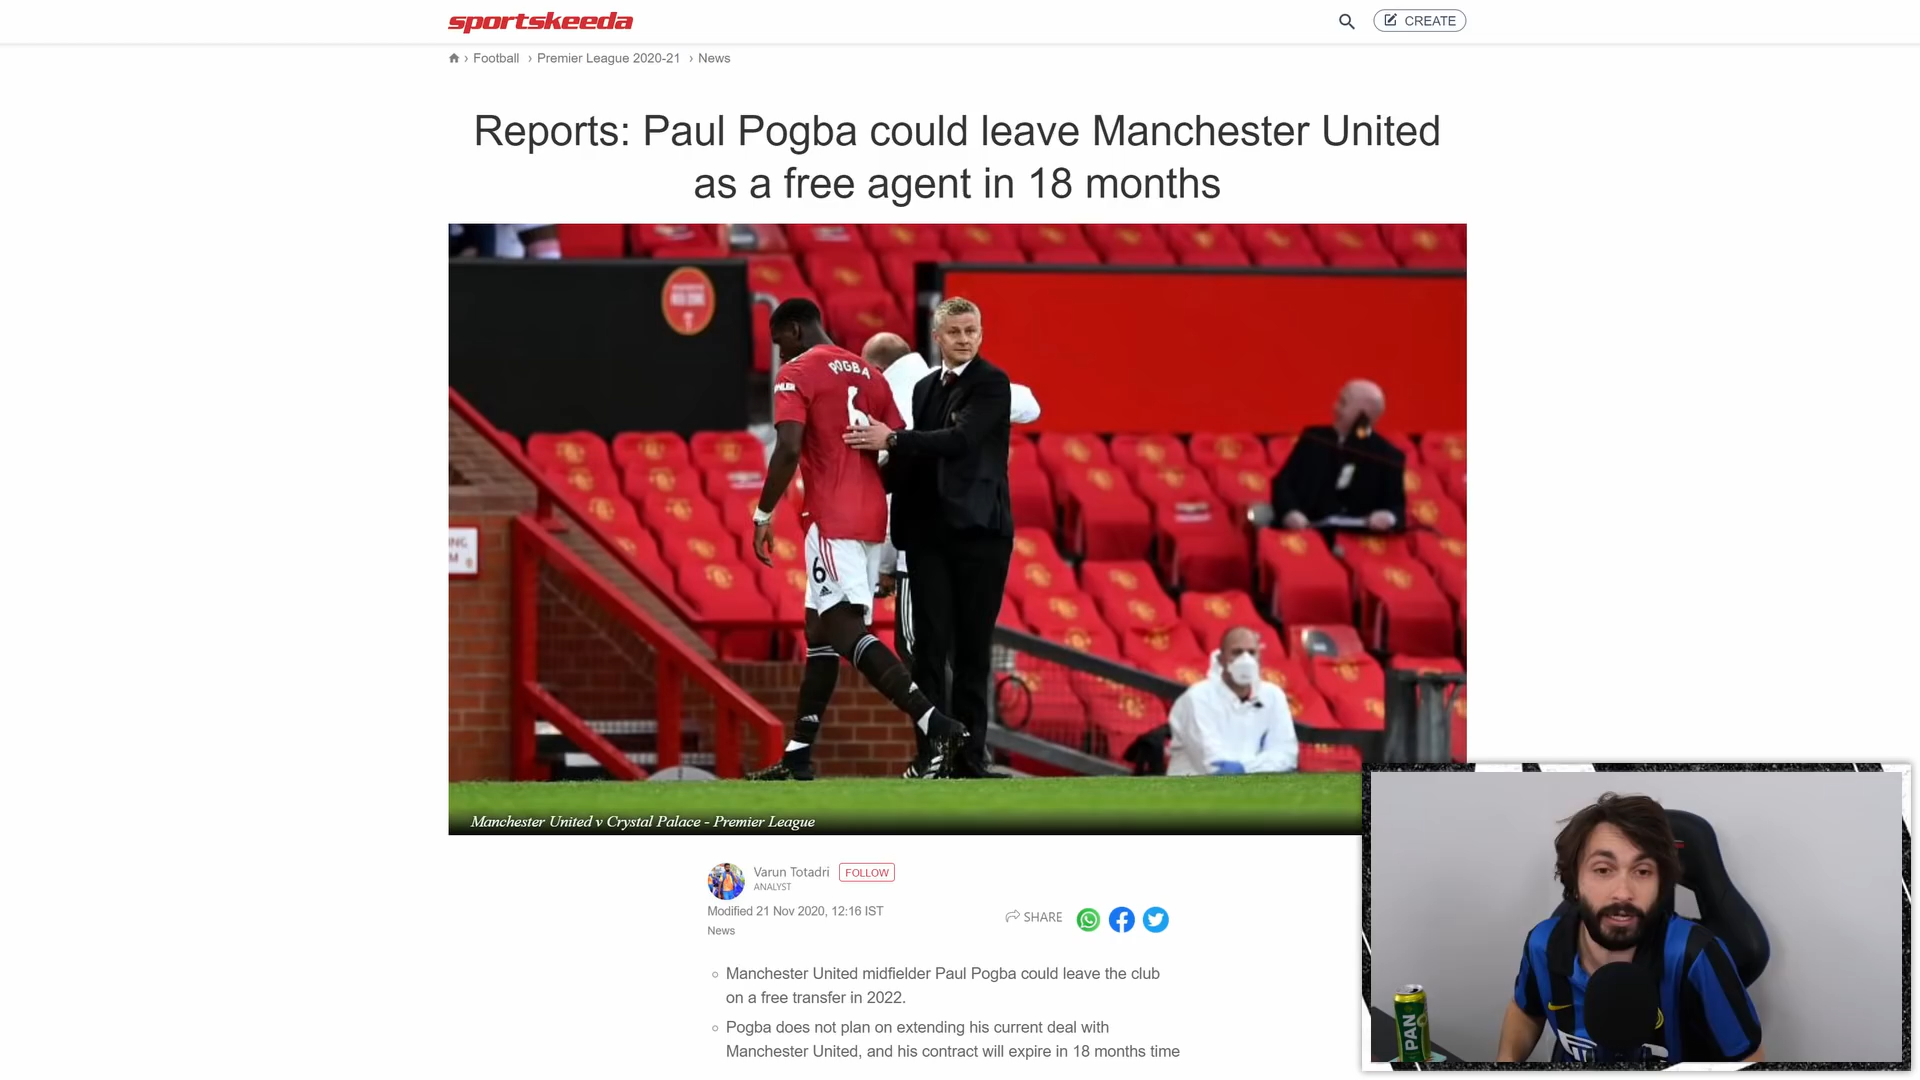 sportskeeda
CREATE
Football › Premier League 2020-21 › News
Reports: Paul Pogba could leave Manchester United
as a free agent in 18 months
POGBA
6
6
Manchester United v Crystal Palace - Premier League
Varun Totadri FOLLOW
ANALYST
Modified 21 Nov 2020, 12:16 IST
SHARE
News
Manchester United midfielder Paul Pogba could leave the club
on a free transfer in 2022.
Pogba does not plan on extending his current deal with
Manchester United, and his contract will expire in 18 months time
PAN